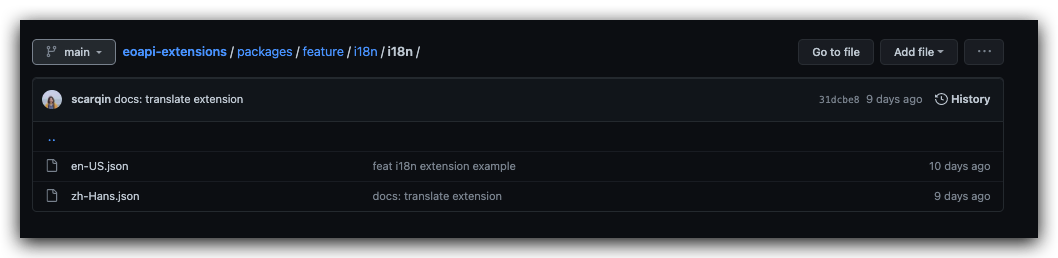 main eoapi-extensions / packages / feature / i18n / i18n / Go to file Add file ...
scarqin docs: translate extension 31dcbe8 9 days ago History
..
en-US.json feat i18n extension example 10 days ago
zh-Hans.json docs: translate extension 9 days ago